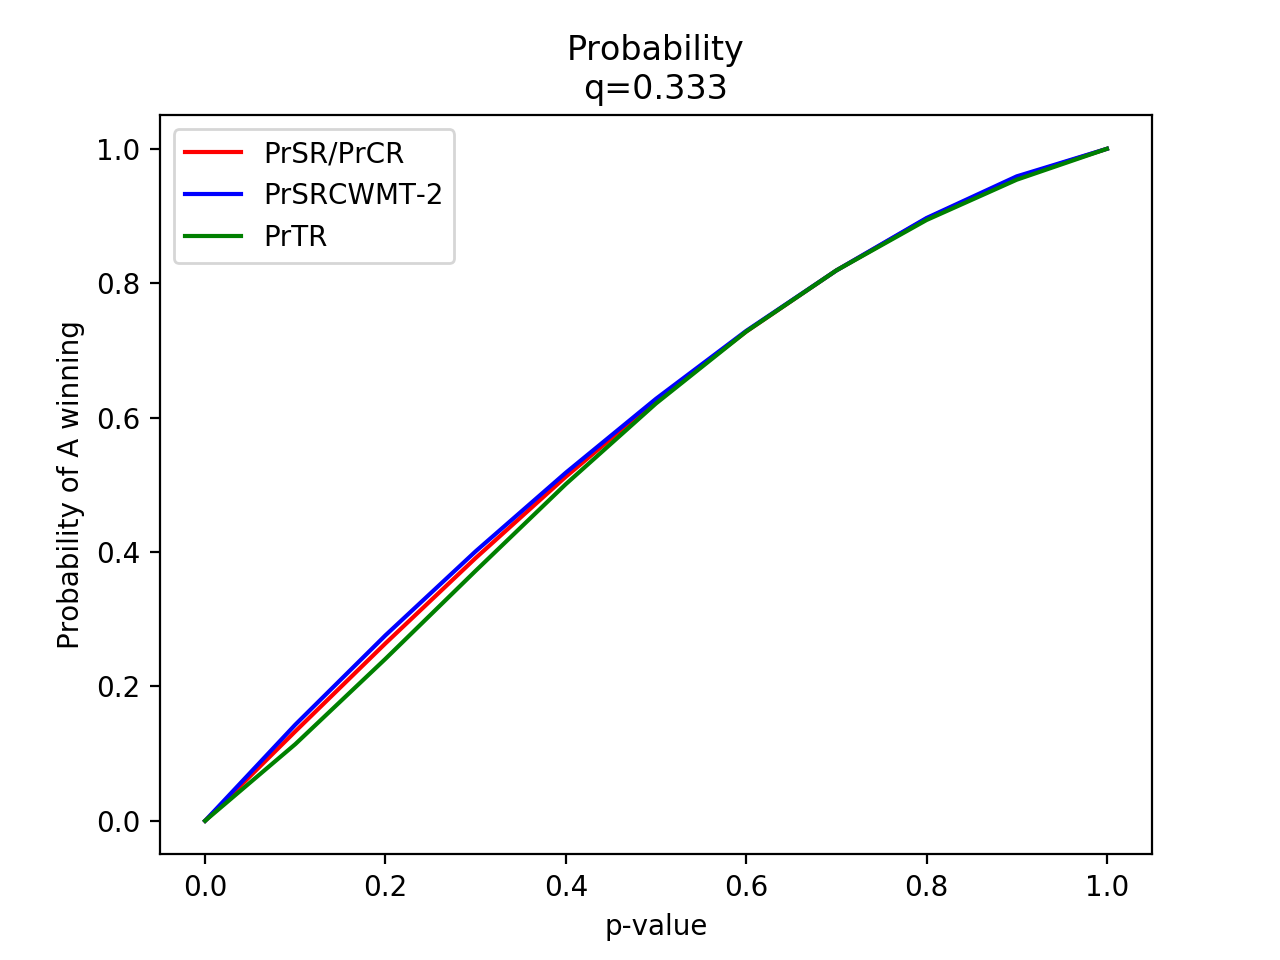 Probability
q=0.333
PrSR/PrCR
PrSRCWMT-2
PrTR
Probability of A winning
1.0
0.8
0.6
0.4
0.2
0.0
0.0 0.2 0.4 0.6 0.8 1.0
p-value